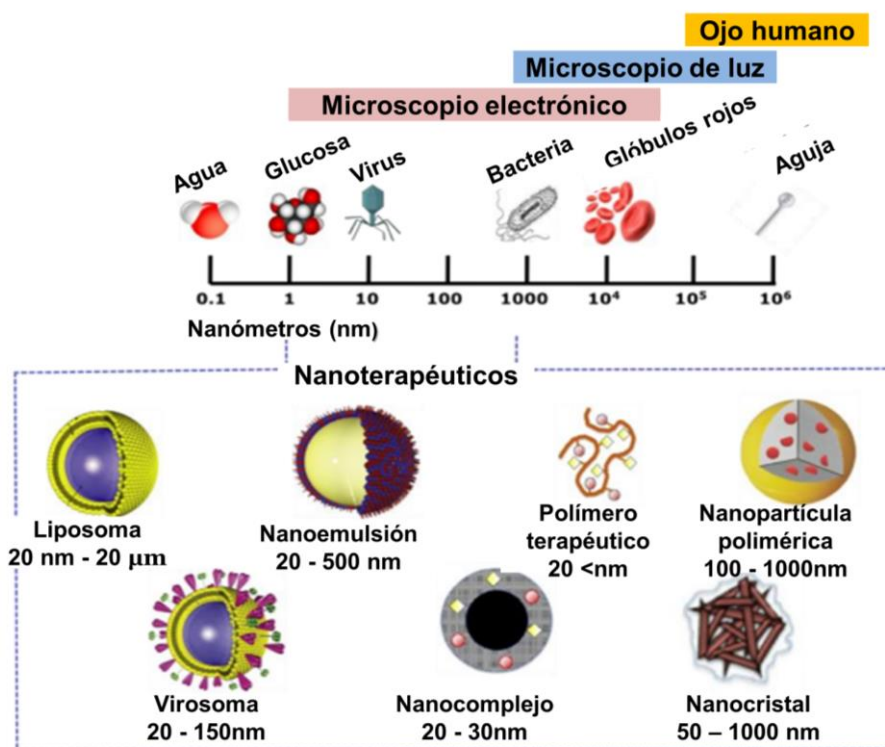 Ojo humano
Microscopio de luz
Microscopio electrónico
Agua
Glucosa
Virus
Bacteria
Glóbulos rojos
Aguja
0.1 1 10 100 1000 10⁴ 10⁵ 10⁶
Nanómetros (nm)
Nanoterapéuticos
Liposoma
20 nm - 20 µm
Nanoemulsión
20 - 500 nm
Polímero
terapéutico
20 <nm
Nanopartícula
polimérica
100 - 1000nm
Virosoma
20 - 150nm
Nanocomplejo
20 - 30nm
Nanocristal
50 – 1000 nm